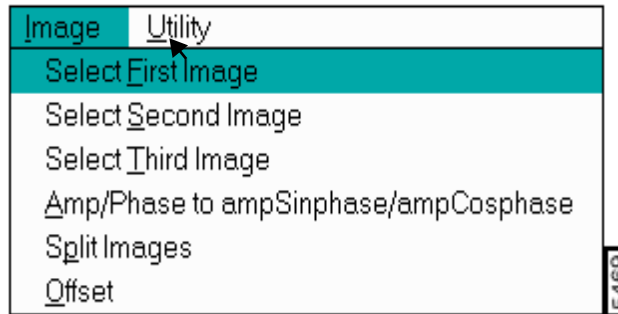 Image Utility
Select First Image
Select Second Image
Select Third Image
Amp/Phase to ampSinphase/ampCosphase
Split Images
Offset
5469